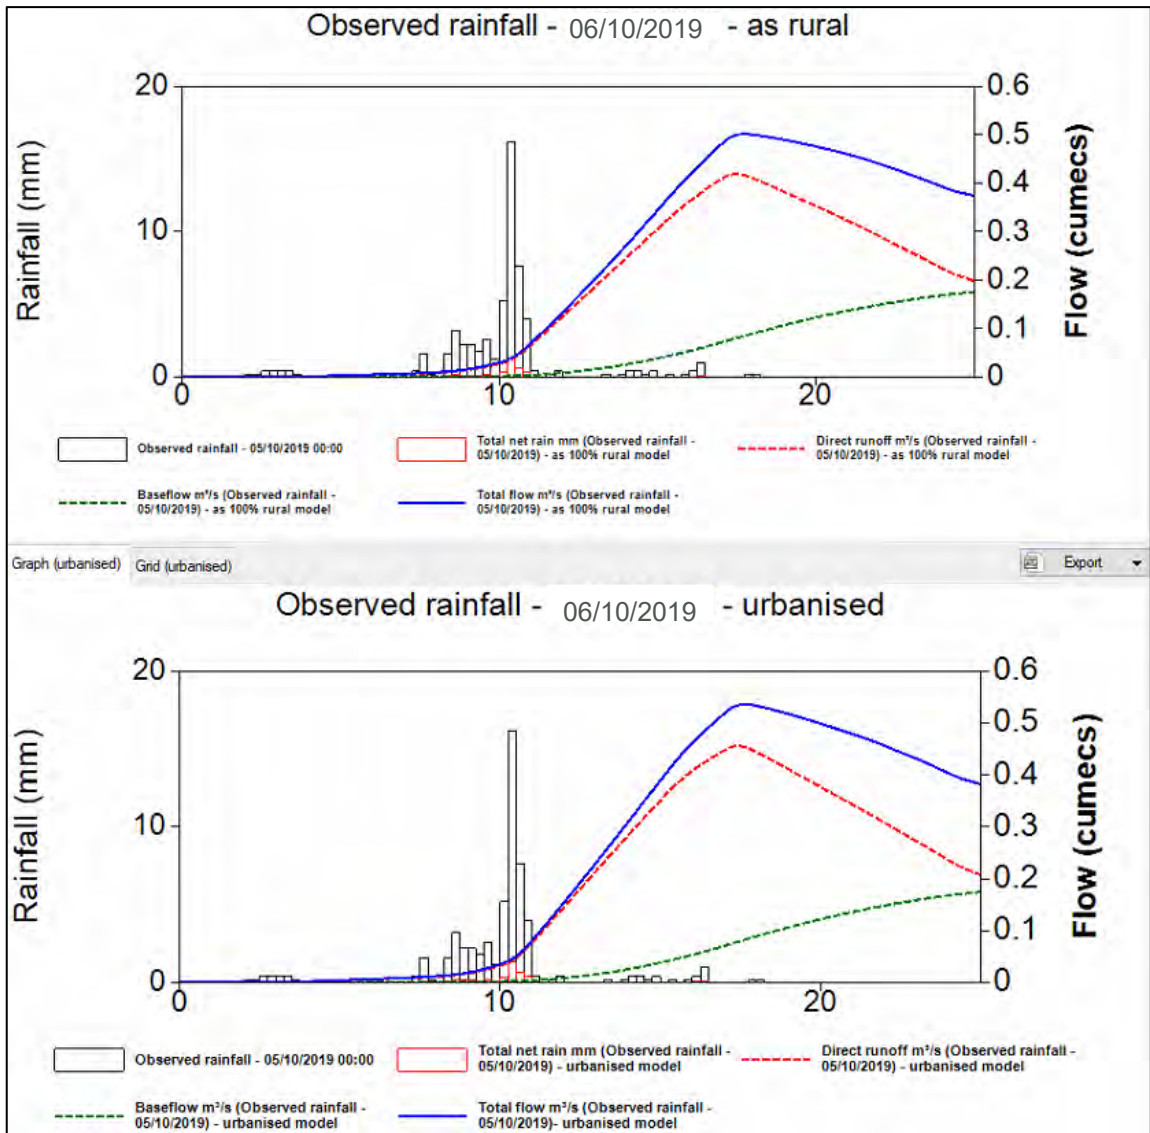 Observed rainfall - 06/10/2019 - as rural
20
0.6
0.5
0.4
10
0.3
0.2
0.1
0
0
0
10
20
Rainfall (mm)
Flow (cumecs)
Observed rainfall - 05/10/2019 00:00
Total net rain mm (Observed rainfall -
05/10/2019) - as 100% rural model
Direct runoff m³/s (Observed rainfall -
05/10/2019) - as 100% rural model
Baseflow m³/s (Observed rainfall -
05/10/2019) - as 100% rural model
Total flow m³/s (Observed rainfall -
05/10/2019) - as 100% rural model
Graph (urbanised) Grid (urbanised) Export
Observed rainfall - 06/10/2019 - urbanised
20
0.6
0.5
0.4
10
0.3
0.2
0.1
0
0
0
10
20
Rainfall (mm)
Flow (cumecs)
Observed rainfall - 05/10/2019 00:00
Total net rain mm (Observed rainfall -
05/10/2019) - urbanised model
Direct runoff m³/s (Observed rainfall -
05/10/2019) - urbanised model
Baseflow m³/s (Observed rainfall -
05/10/2019) - urbanised model
Total flow m³/s (Observed rainfall -
05/10/2019)- urbanised model